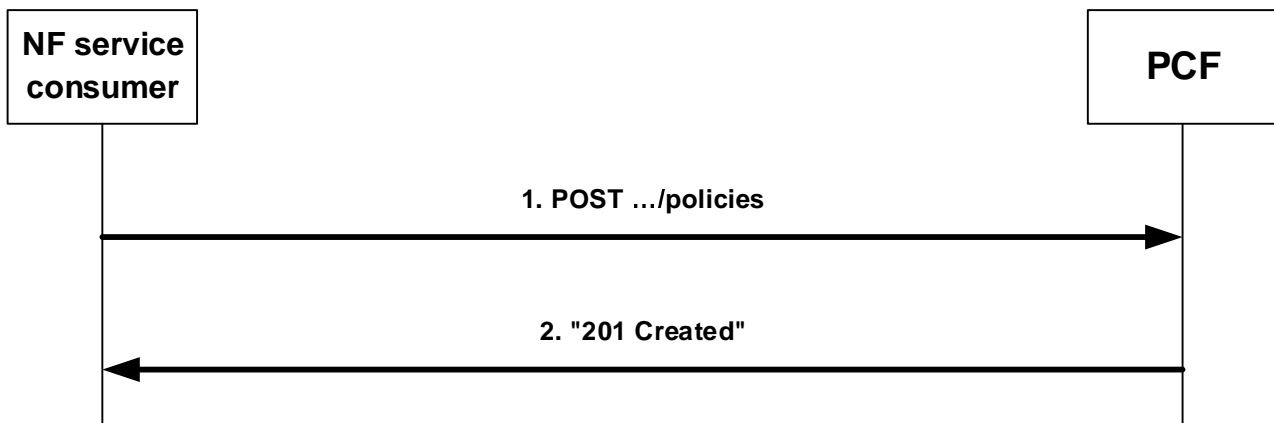 NF service
consumer
PCF
1. POST …/policies
2. "201 Created"